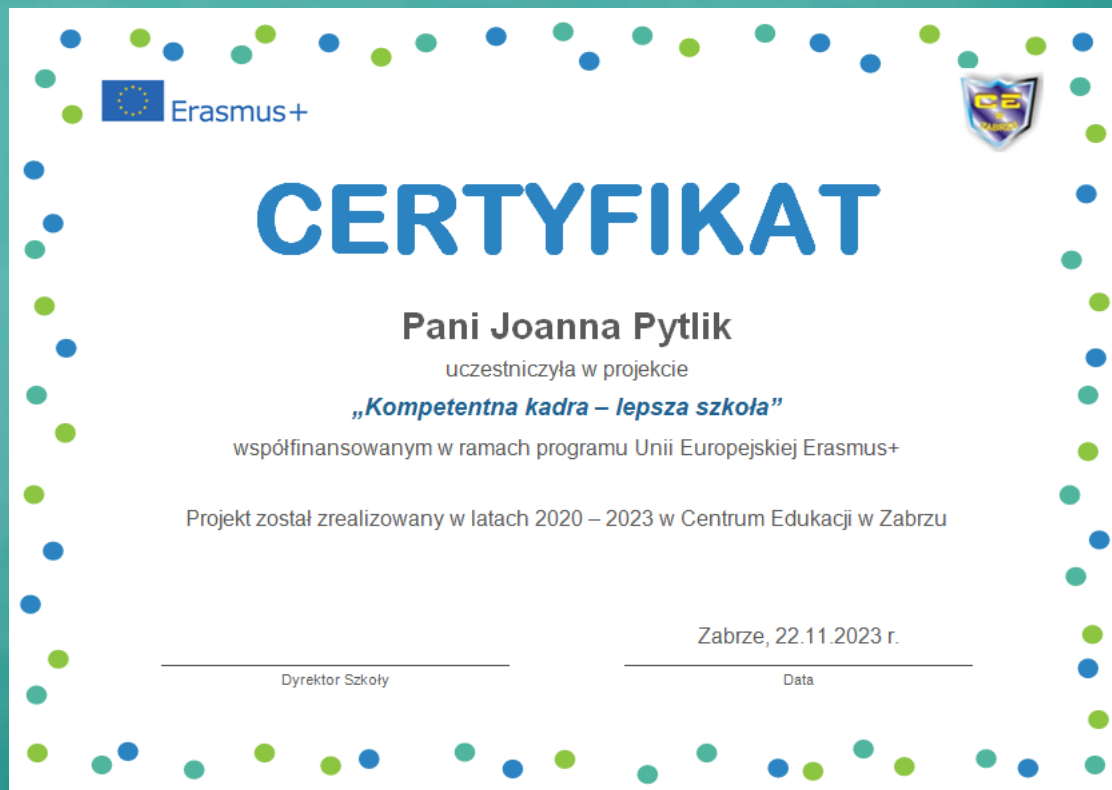 Erasmus+
CE
W
ZABRZU
CERTYFIKAT
Pani Joanna Pytlik
uczestniczyła w projekcie
„Kompetentna kadra – lepsza szkoła”
współfinansowanym w ramach programu Unii Europejskiej Erasmus+
Projekt został zrealizowany w latach 2020 – 2023 w Centrum Edukacji w Zabrzu
Zabrze, 22.11.2023 r.
Dyrektor Szkoły
Data